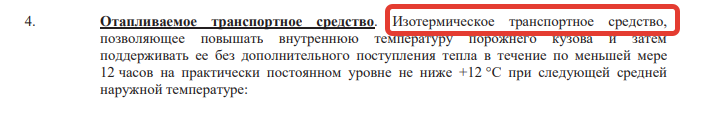 4. Отапливаемое транспортное средство. Изотермическое транспортное средство,
позволяющее повышать внутреннюю температуру порожнего кузова и затем
поддерживать ее без дополнительного поступления тепла в течение по меньшей мере
12 часов на практически постоянном уровне не ниже +12 °С при следующей средней
наружной температуре: